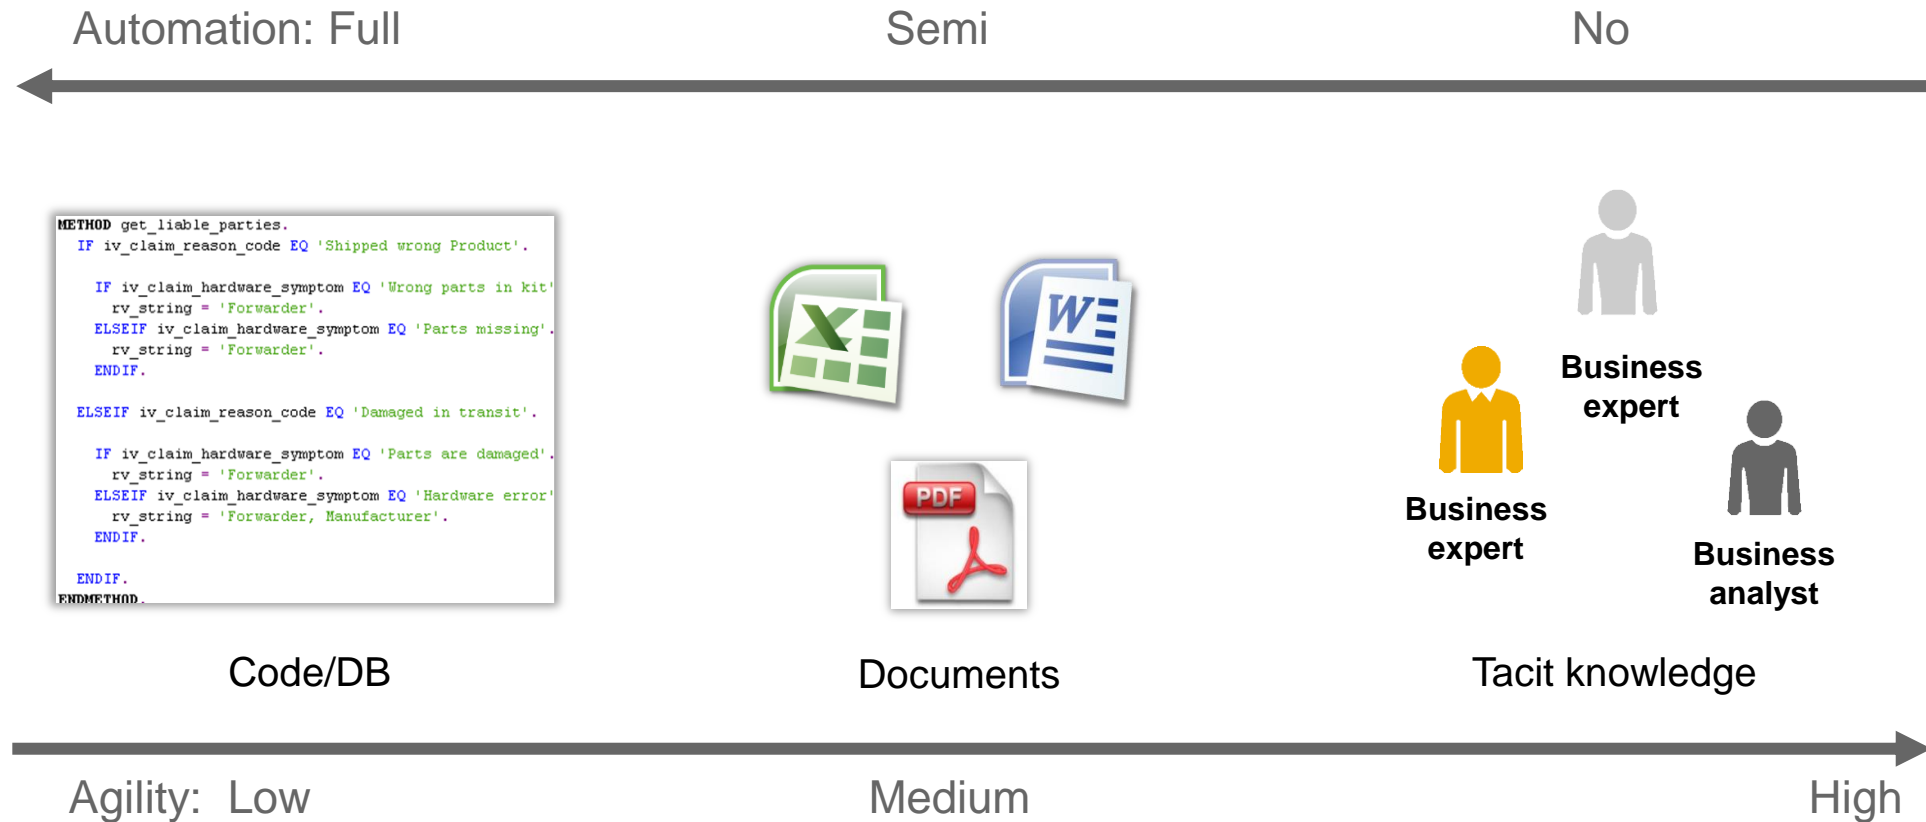 Automation: Full
Semi
No
METHOD get_liable_parties.
IF iv_claim_reason_code EQ 'Shipped wrong Product'.
IF iv_claim_hardware_symptom EQ 'Wrong parts in kit'
rv_string = 'Forwarder'.
ELSEIF iv_claim_hardware_symptom EQ 'Parts missing'.
rv_string = 'Forwarder'.
ENDIF.
ELSEIF iv_claim_reason_code EQ 'Damaged in transit'.
IF iv_claim_hardware_symptom EQ 'Parts are damaged'.
rv_string = 'Forwarder'.
ELSEIF iv_claim_hardware_symptom EQ 'Hardware error'
rv_string = 'Forwarder, Manufacturer'.
ENDIF.
ENDIF.
ENDMETHOD.
Code/DB
X
W
PDF
Documents
Business
expert
Business
expert
Business
analyst
Tacit knowledge
Agility: Low
Medium
High